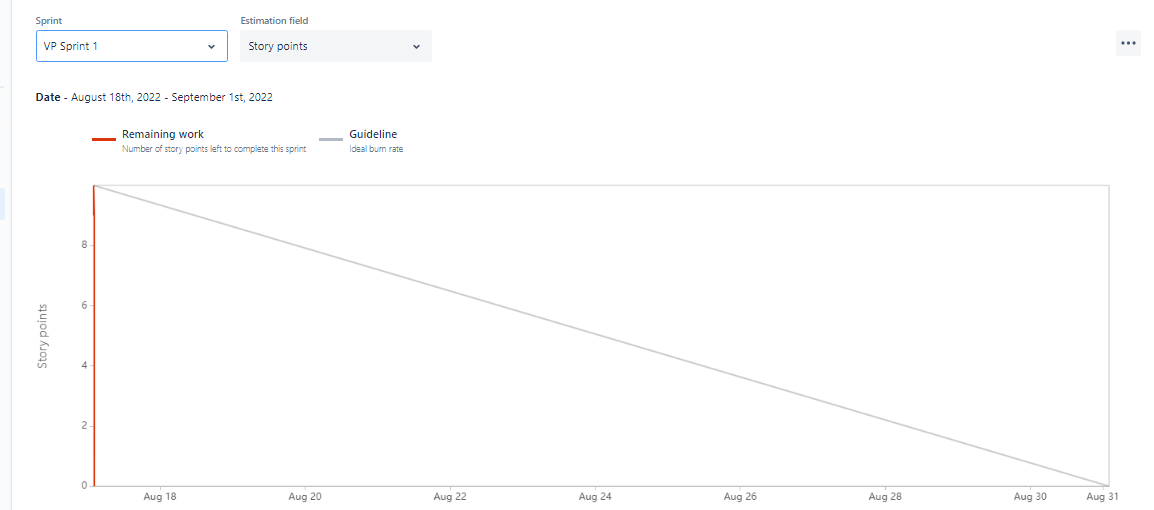 Sprint
Estimation field
VP Sprint 1
Story points
Date - August 18th, 2022 - September 1st, 2022
Remaining work
Number of story points left to complete this sprint
Guideline
Ideal burn rate
8
6
4
2
0
Story points
Aug 18
Aug 20
Aug 22
Aug 24
Aug 26
Aug 28
Aug 30
Aug 31